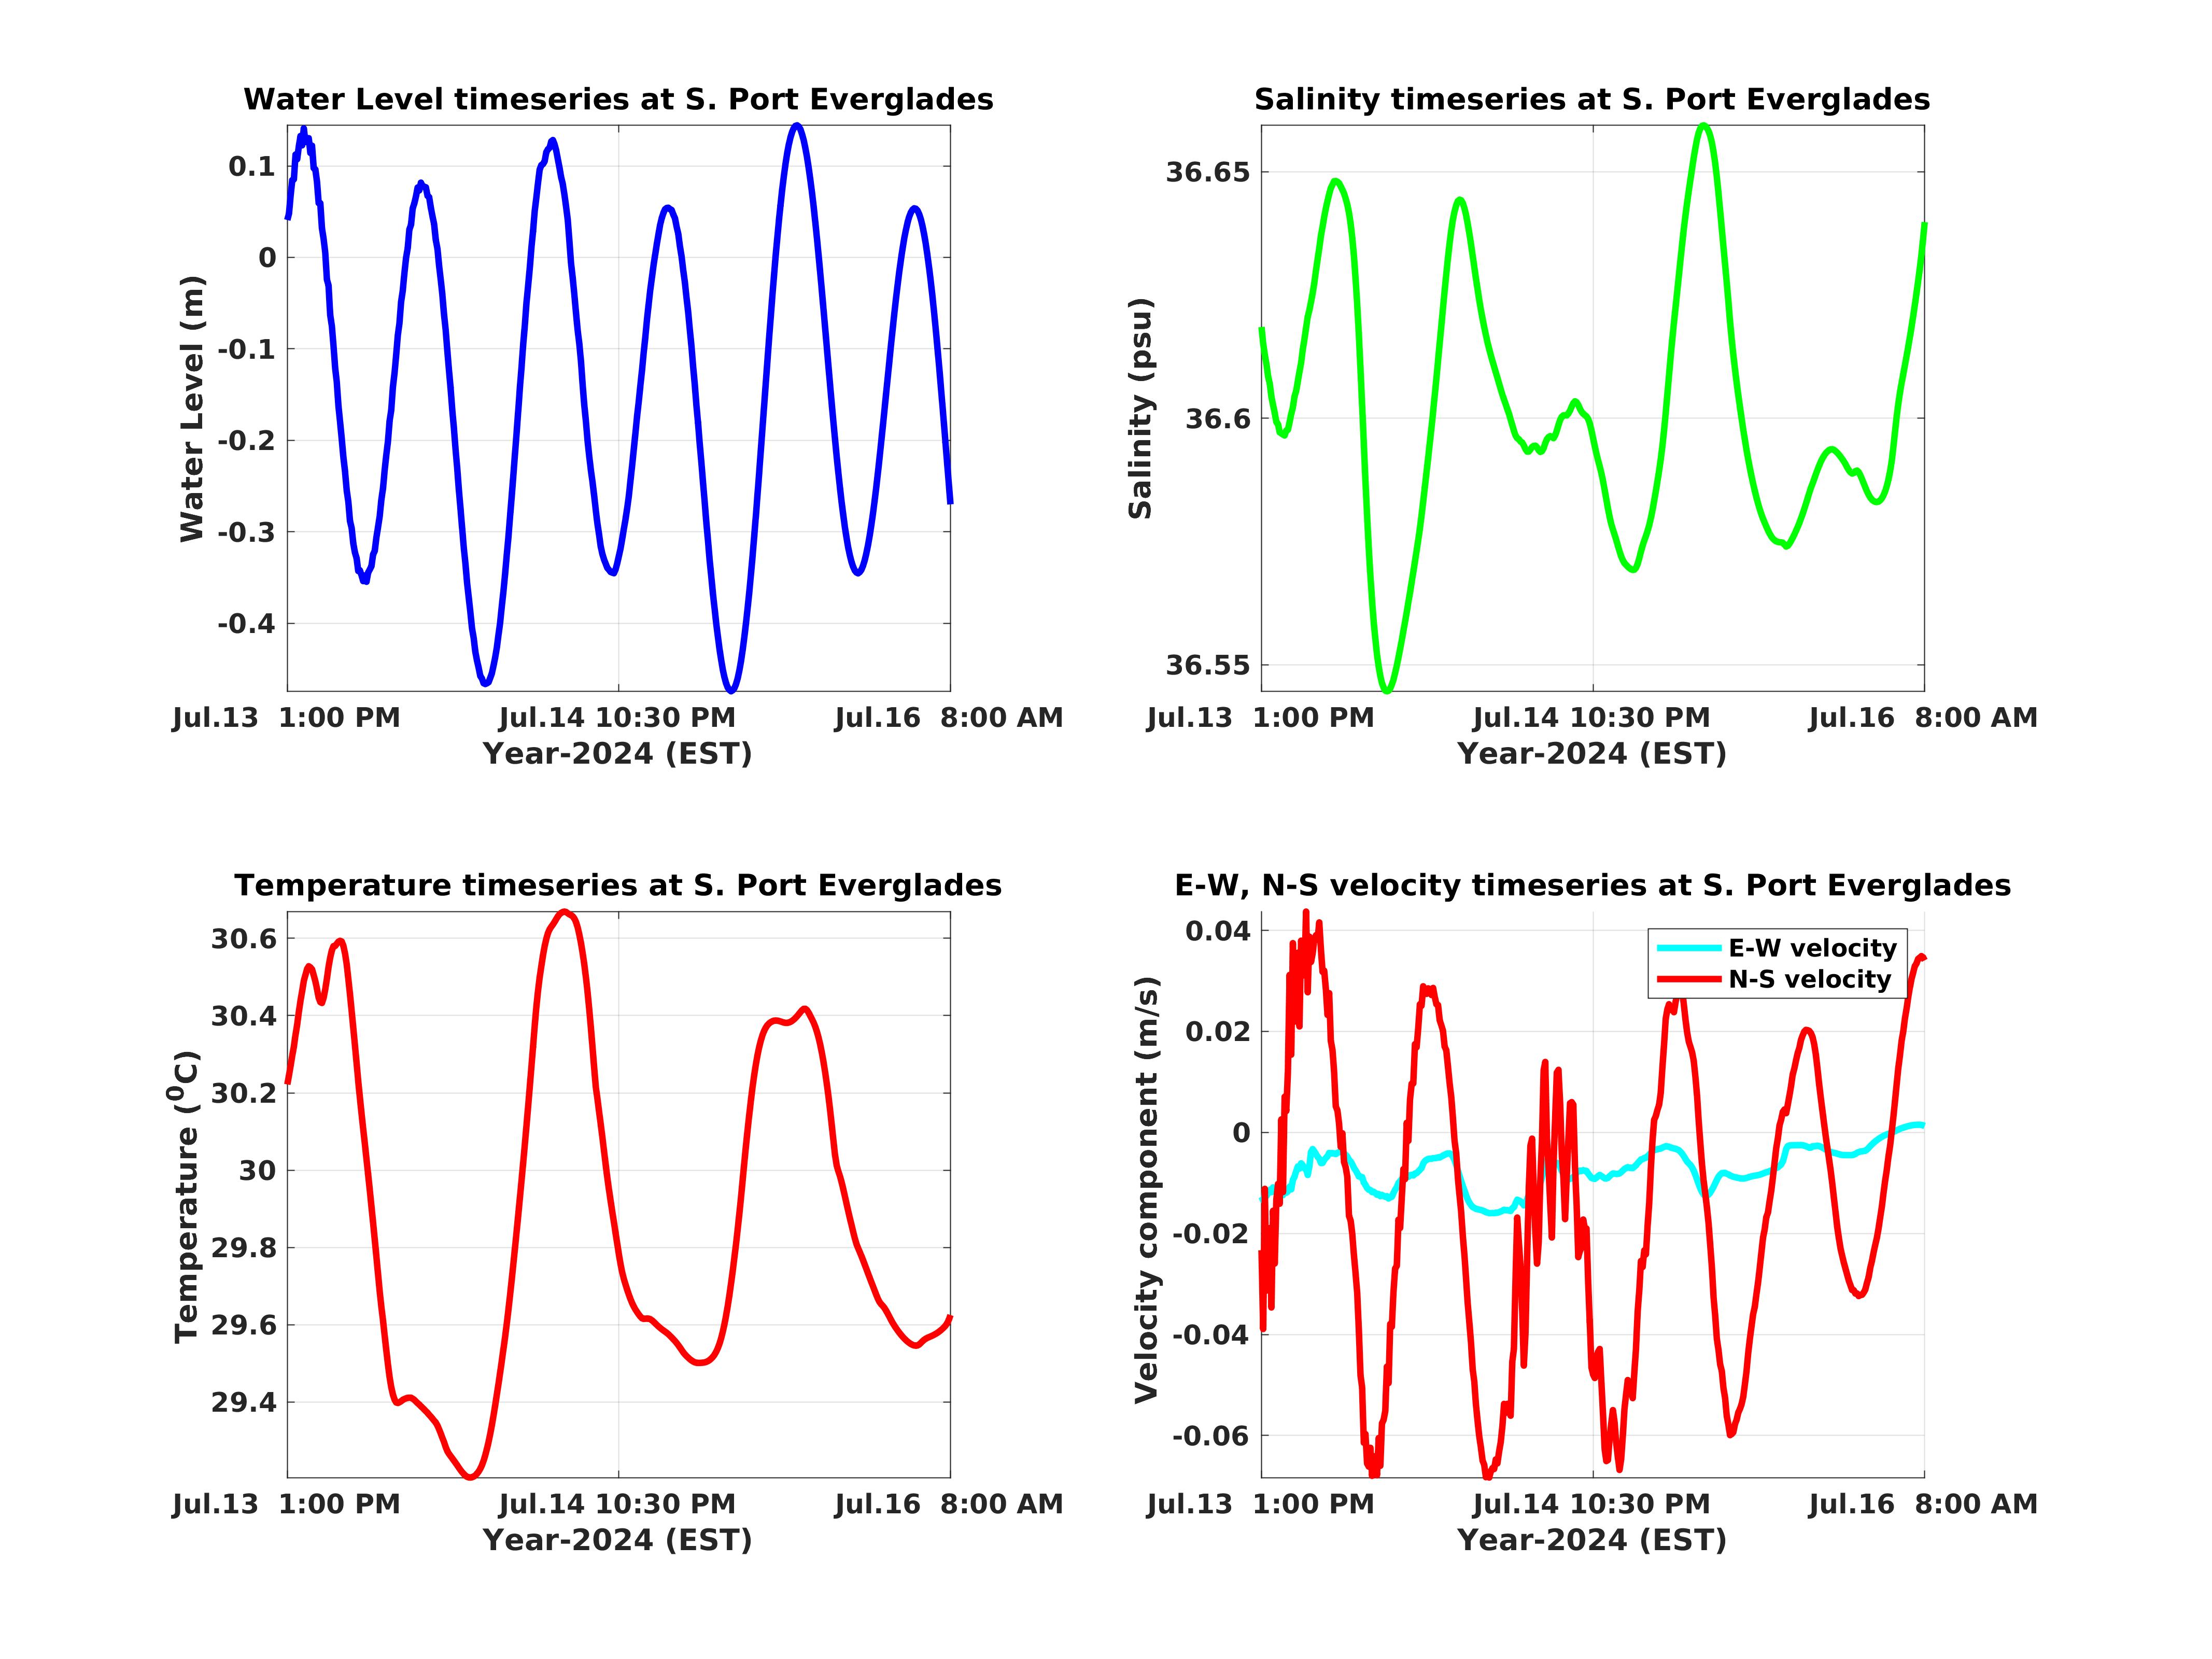 Water Level timeseries at S. Port Everglades
0.1
0
-0.1
-0.2
-0.3
-0.4
Water Level (m)
Jul.13  1:00 PM
Jul.14 10:30 PM
Jul.16  8:00 AM
Year-2024 (EST)
Salinity timeseries at S. Port Everglades
36.65
36.6
36.55
Salinity (psu)
Jul.13  1:00 PM
Jul.14 10:30 PM
Jul.16  8:00 AM
Year-2024 (EST)
Temperature timeseries at S. Port Everglades
30.6
30.4
30.2
30
29.8
29.6
29.4
Temperature (⁰C)
Jul.13  1:00 PM
Jul.14 10:30 PM
Jul.16  8:00 AM
Year-2024 (EST)
E-W, N-S velocity timeseries at S. Port Everglades
E-W velocity
N-S velocity
0.04
0.02
0
-0.02
-0.04
-0.06
Velocity component (m/s)
Jul.13  1:00 PM
Jul.14 10:30 PM
Jul.16  8:00 AM
Year-2024 (EST)